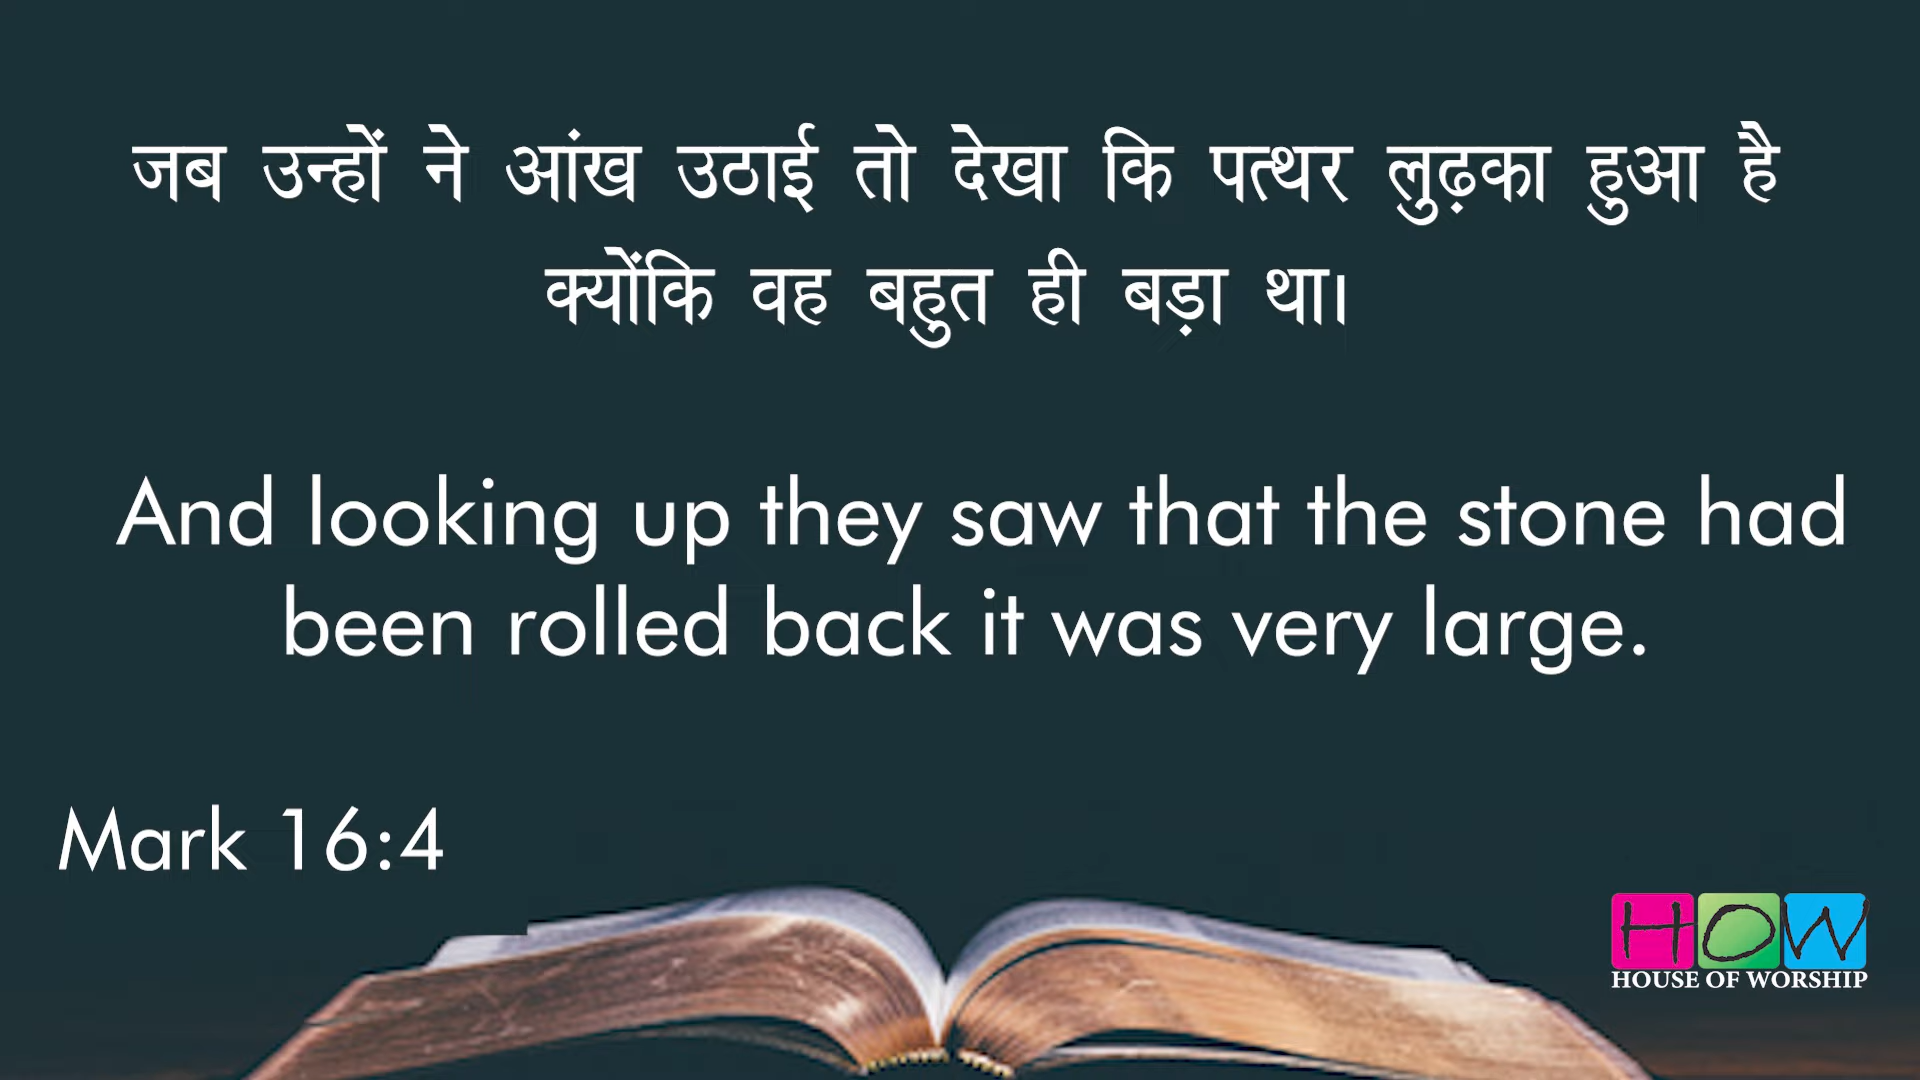 जब उन्हों ने आंख उठाई तो देखा कि पत्थर लुढ़का हुआ है
क्योंकि वह बहुत ही बड़ा था।
And looking up they saw that the stone had
been rolled back it was very large.
Mark 16:4
HOW
HOUSE OF WORSHIP